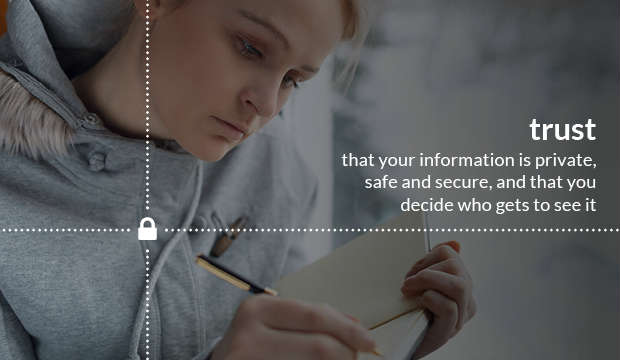 trust
that your information is private,
safe and secure, and that you
decide who gets to see it